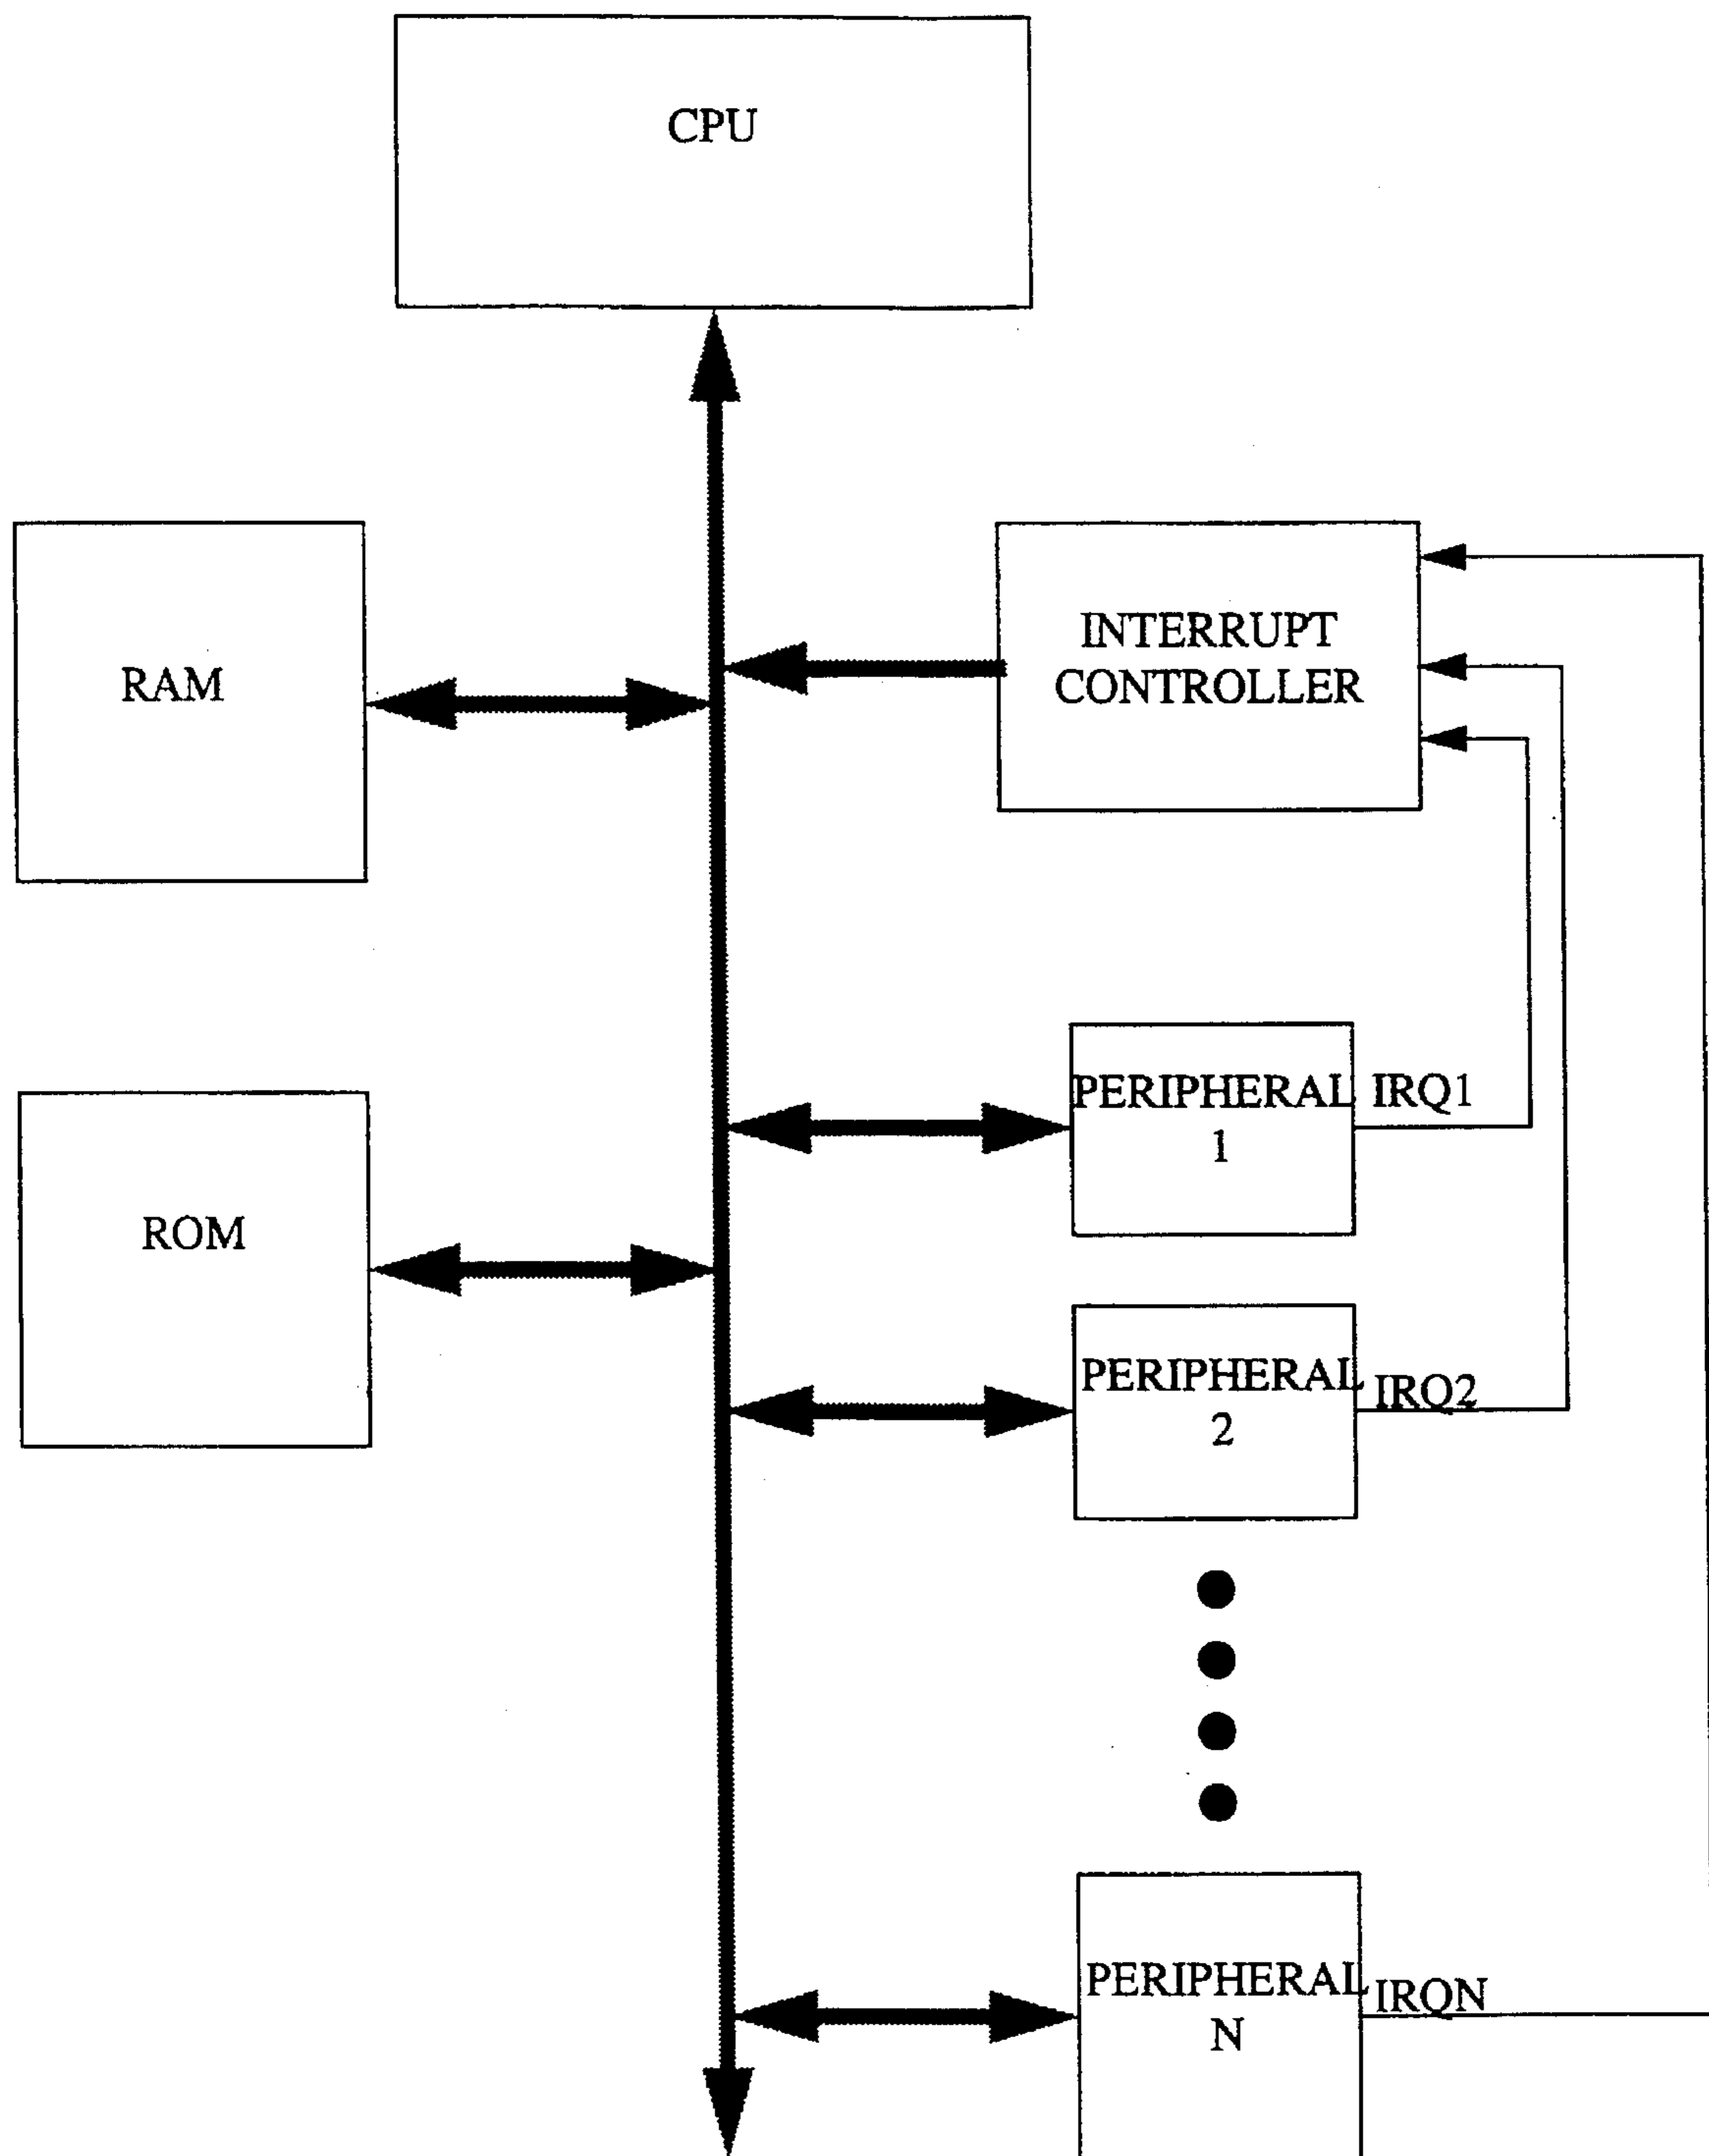 CPU
RAM
INTERRUPT
CONTROLLER
PERIPHERAL
1
IRQ1
ROM
PERIPHERAL
2
IRQ2
PERIPHERAL
N
IRQN